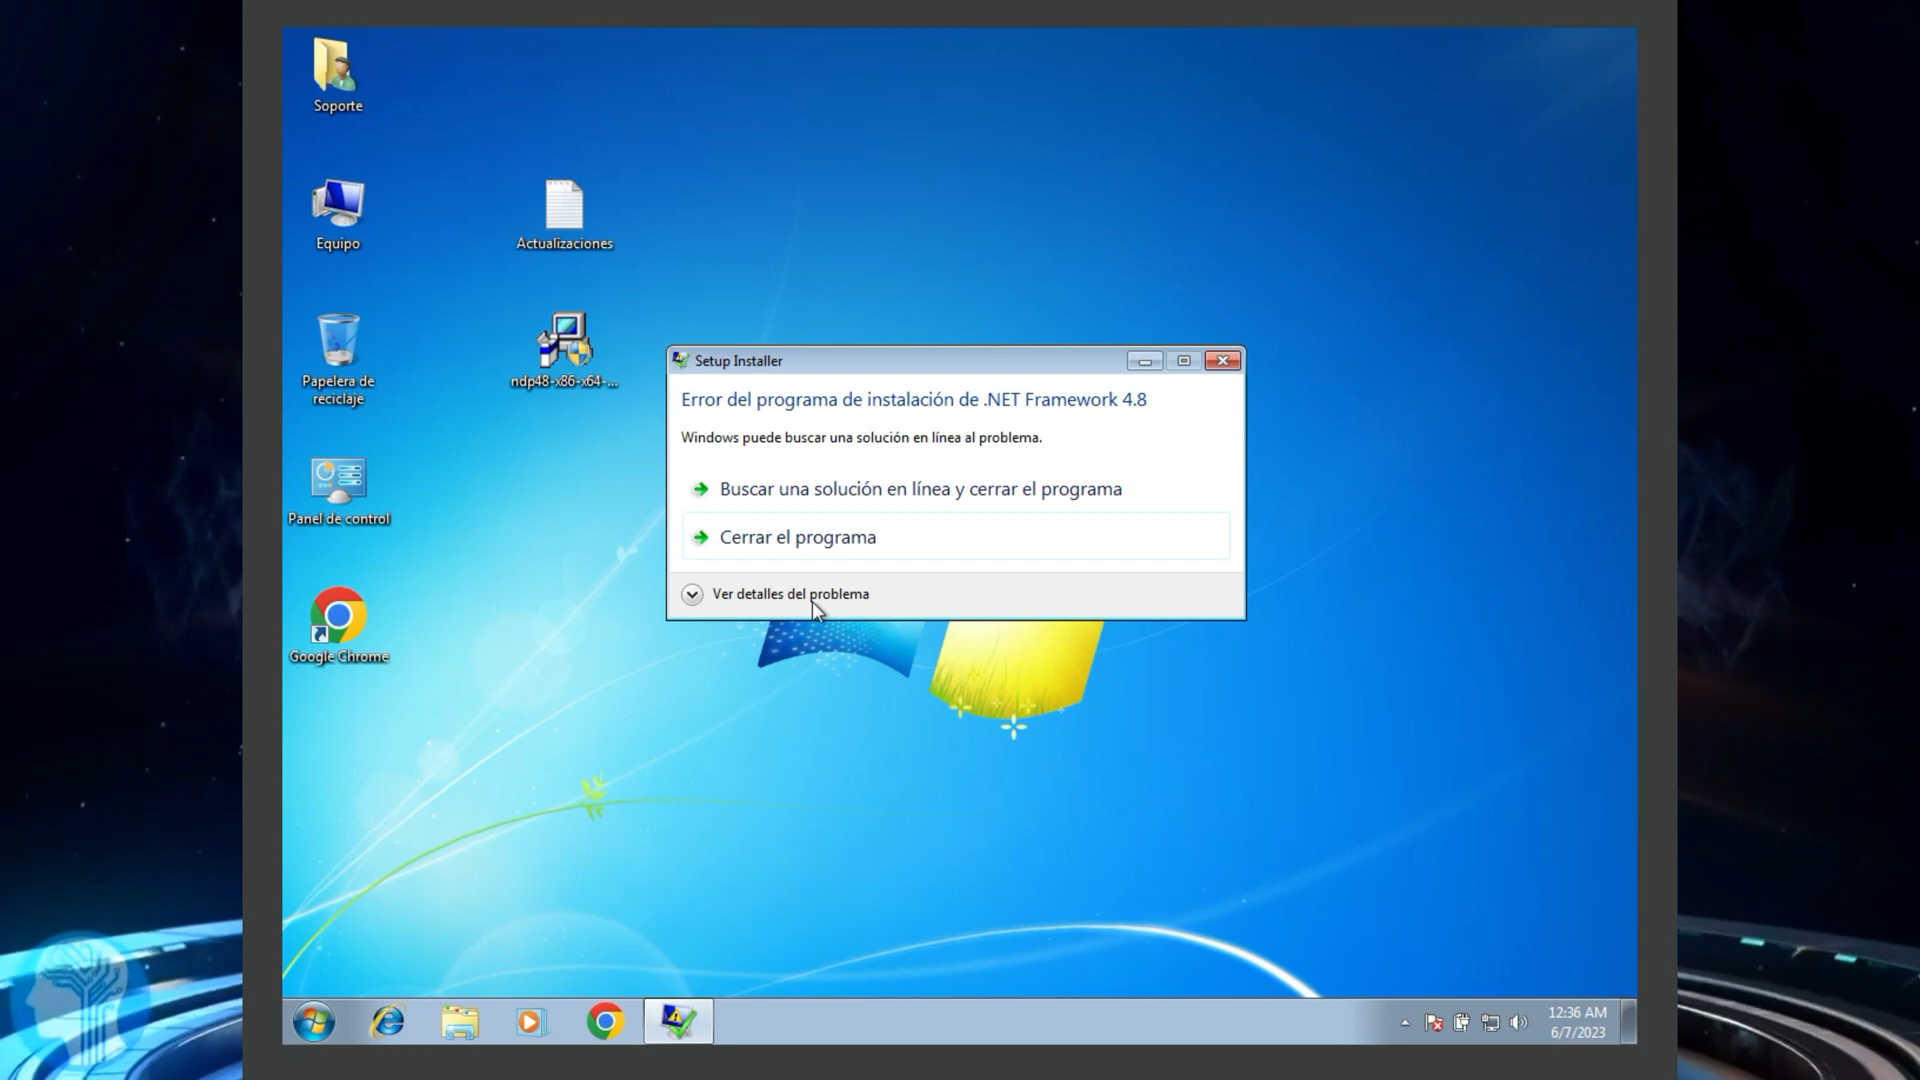 Soporte
Equipo
Actualizaciones
Papelera de
reciclaje
ndp48-x86-x64-...
Panel de control
Google Chrome
Setup Installer
Error del programa de instalación de .NET Framework 4.8
Windows puede buscar una solución en línea al problema.
Buscar una solución en línea y cerrar el programa
Cerrar el programa
Ver detalles del problema
12:36 AM
6/7/2023